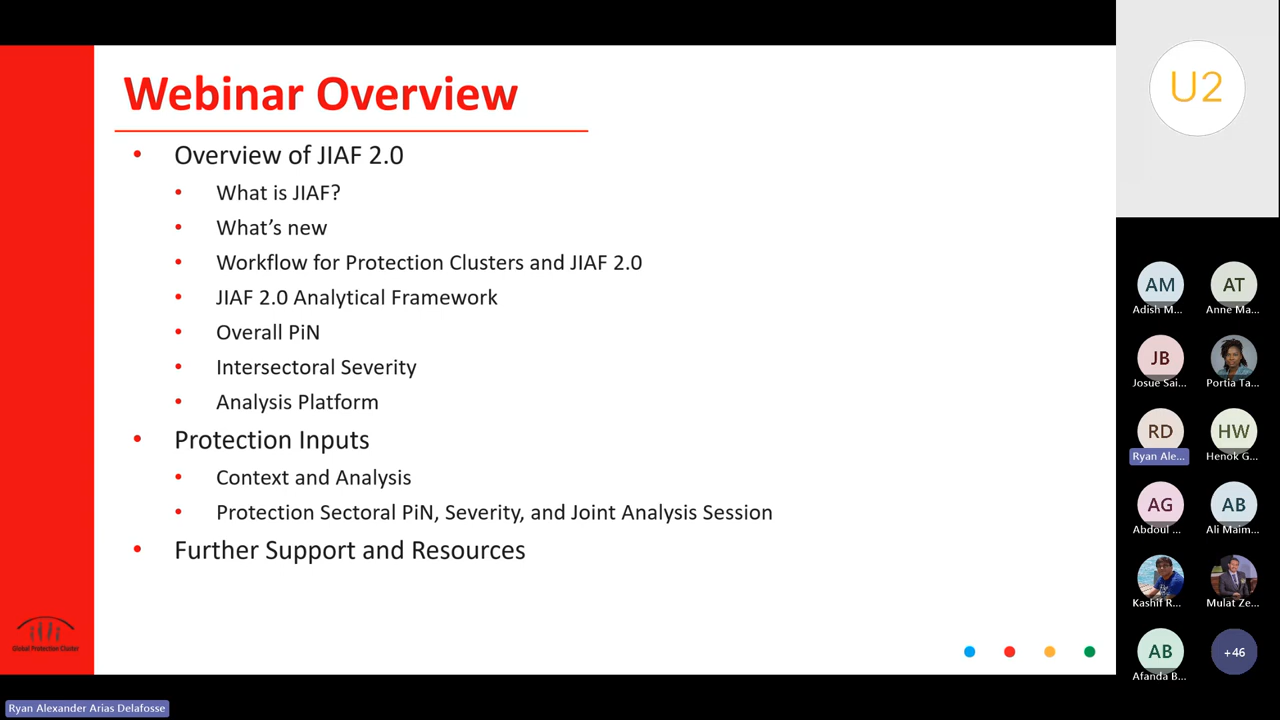 Webinar Overview
• Overview of JIAF 2.0
• What is JIAF?
• What's new
• Workflow for Protection Clusters and JIAF 2.0
• JIAF 2.0 Analytical Framework
• Overall PiN
• Intersectoral Severity
• Analysis Platform
• Protection Inputs
• Context and Analysis
• Protection Sectoral PiN, Severity, and Joint Analysis Session
• Further Support and Resources
Global Protection Cluster
Ryan Alexander Arias Delafosse
U2
AM AT
Adish M... Anne Ma...
JB
Josue Sai... Portia Ta...
RD HW
Ryan Ale... Henok G...
AG AB
Abdoul ... Ali Maim...
Kashif R... Mulat Ze...
AB +46
Afanda B...